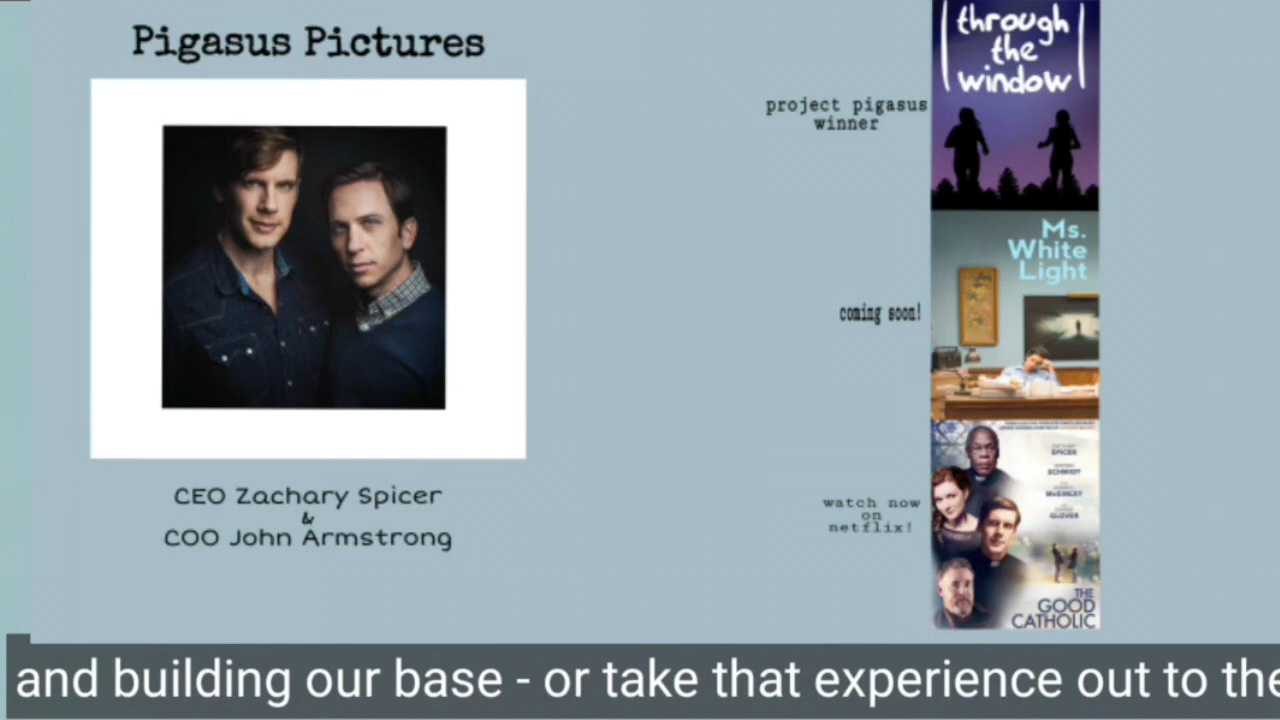 Pigasus Pictures
CEO Zachary Spicer
&
COO John Armstrong
project pigasus
winner
through
the
window
coming soon!
Ms.
White
Light
watch now
on
netflix!
SPICER
SCHMIDT
McGINLEY
GLOVER
THE
GOOD
CATHOLIC
and building our base - or take that experience out to the